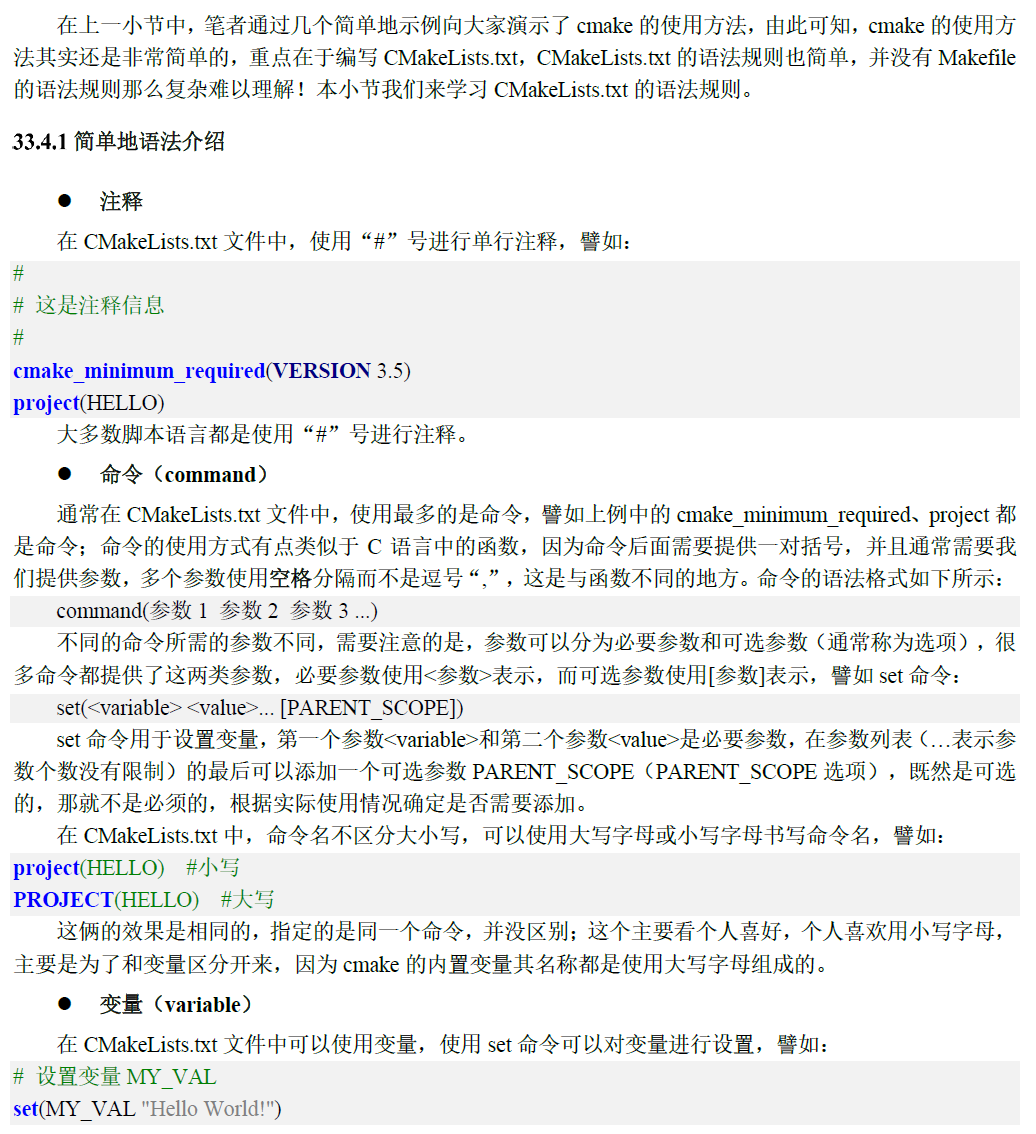 在上一小节中，笔者通过几个简单地示例向大家演示了 cmake 的使用方法，由此可知，cmake 的使用方
法其实还是非常简单的，重点在于编写 CMakeLists.txt，CMakeLists.txt 的语法规则也简单，并没有 Makefile
的语法规则那么复杂难以理解！本小节我们来学习 CMakeLists.txt 的语法规则。
33.4.1 简单地语法介绍
● 注释
在 CMakeLists.txt 文件中，使用“#”号进行单行注释，譬如：
#
# 这是注释信息
#
cmake_minimum_required(VERSION 3.5)
project(HELLO)
大多数脚本语言都是使用“#”号进行注释。
● 命令（command）
通常在 CMakeLists.txt 文件中，使用最多的是命令，譬如上例中的 cmake_minimum_required、project 都
是命令；命令的使用方式有点类似于 C 语言中的函数，因为命令后面需要提供一对括号，并且通常需要我
们提供参数，多个参数使用空格分隔而不是逗号“,”，这是与函数不同的地方。命令的语法格式如下所示：
command(参数 1 参数 2 参数 3 ...)
不同的命令所需的参数不同，需要注意的是，参数可以分为必要参数和可选参数（通常称为选项），很
多命令都提供了这两类参数，必要参数使用<参数>表示，而可选参数使用[参数]表示，譬如 set 命令：
set(<variable> <value>... [PARENT_SCOPE])
set 命令用于设置变量，第一个参数<variable>和第二个参数<value>是必要参数，在参数列表（…表示参
数个数没有限制）的最后可以添加一个可选参数 PARENT_SCOPE（PARENT_SCOPE 选项），既然是可选
的，那就不是必须的，根据实际使用情况确定是否需要添加。
在 CMakeLists.txt 中，命令名不区分大小写，可以使用大写字母或小写字母书写命令名，譬如：
project(HELLO) #小写
PROJECT(HELLO) #大写
这俩的效果是相同的，指定的是同一个命令，并没区别；这个主要看个人喜好，个人喜欢用小写字母，
主要是为了和变量区分开来，因为 cmake 的内置变量其名称都是使用大写字母组成的。
● 变量（variable）
在 CMakeLists.txt 文件中可以使用变量，使用 set 命令可以对变量进行设置，譬如：
# 设置变量 MY_VAL
set(MY_VAL "Hello World!")